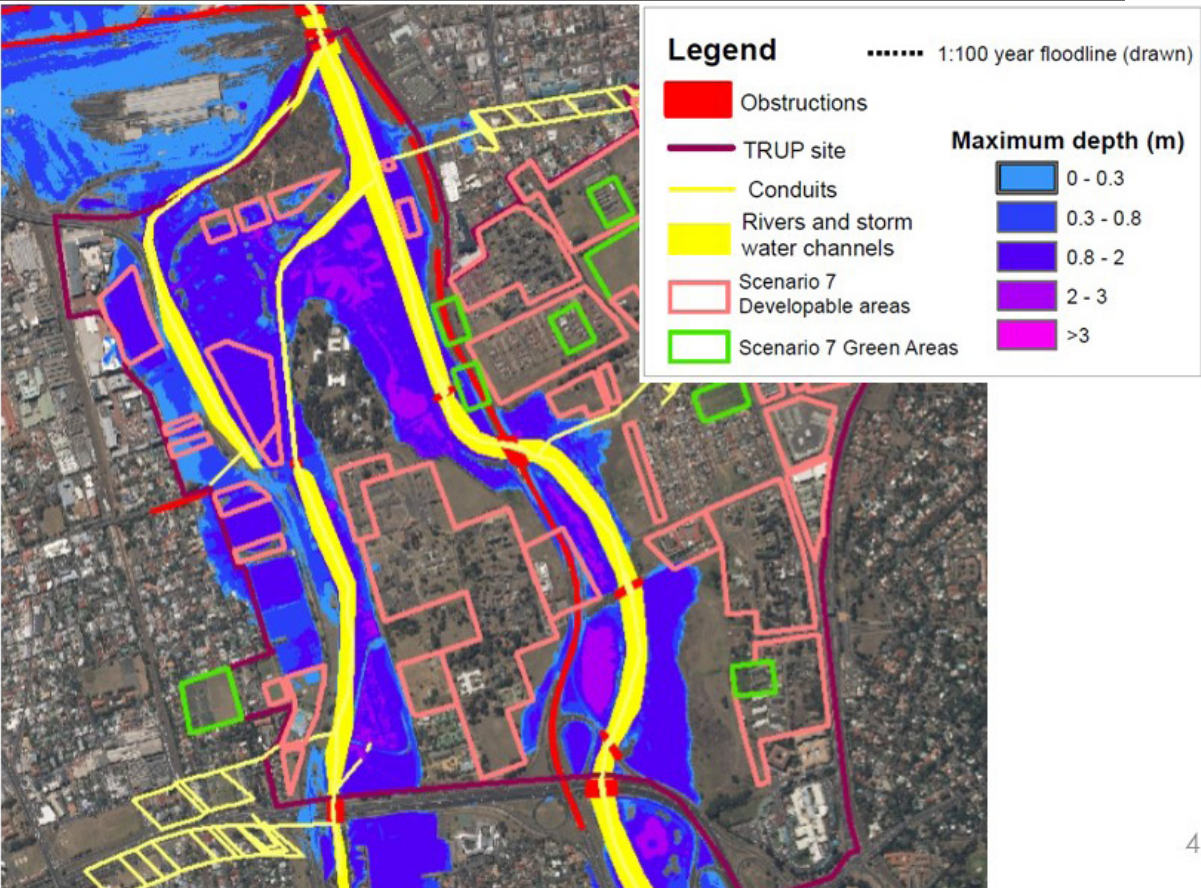 Legend
1:100 year floodline (drawn)
Obstructions
TRUP site
Conduits
Rivers and storm
water channels
Scenario 7
Developable areas
Scenario 7 Green Areas
Maximum depth (m)
0 - 0.3
0.3 - 0.8
0.8 - 2
2 - 3
>3
4